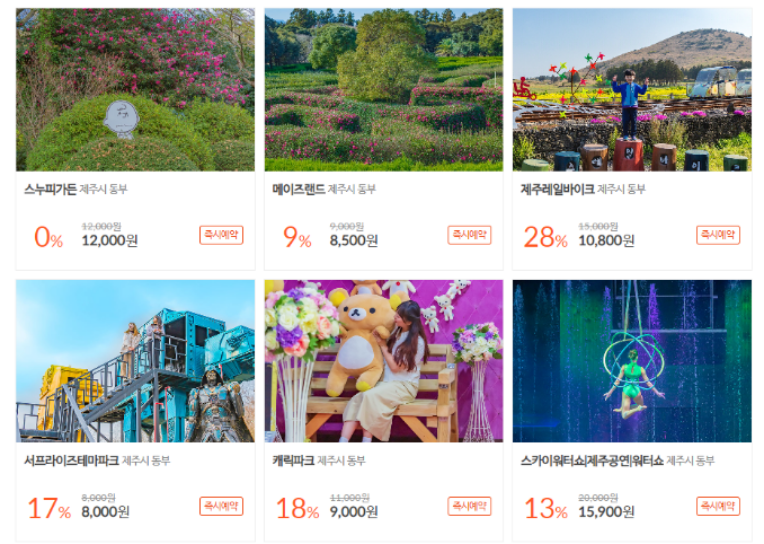 스누피가든 제주시 동부
메이즈랜드 제주시 동부
제주레일바이크 제주시 동부
0%
12,000원
12,000원
즉시예약
9%
9,000원
8,500원
즉시예약
28%
15,000원
10,800원
즉시예약
서프라이즈테마파크 제주시 동부
캐릭파크 제주시 동부
스카이워터쇼|제주공연|워터쇼 제주시 동부
17%
8,000원
8,000원
즉시예약
18%
11,000원
9,000원
즉시예약
13%
20,000원
15,900원
즉시예약